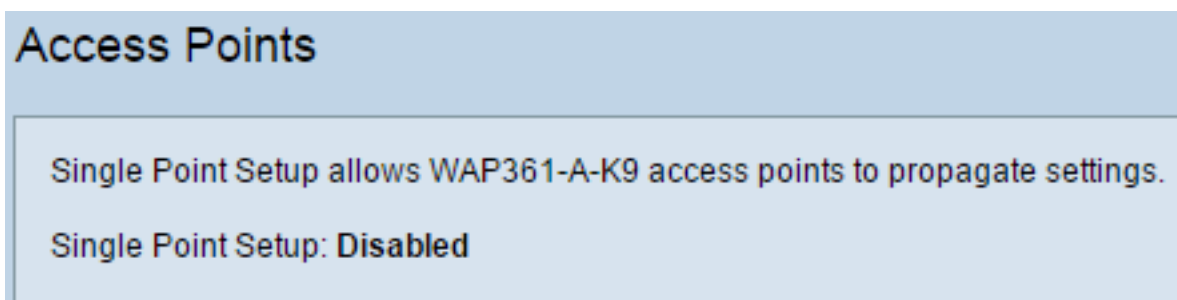 Access Points
Single Point Setup allows WAP361-A-K9 access points to propagate settings.
Single Point Setup: Disabled